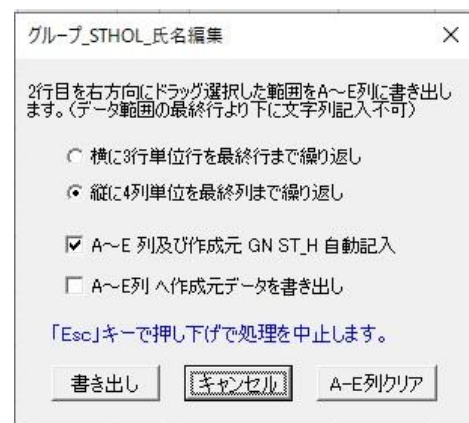 グループ_STHOL_氏名編集
2行目を右方向にドラッグ選択した範囲をA～E列に書き出し
ます。(データ範囲の最終行より下に文字列記入不可)
横に3行単位行を最終行まで繰り返し
縦に4列単位を最終列まで繰り返し
A～E 列及び作成元 GN ST_H 自動記入
A～E列 へ作成元データを書き出し
「Esc」キーで押し下げで処理を中止します。
書き出し キャンセル A-E列クリア